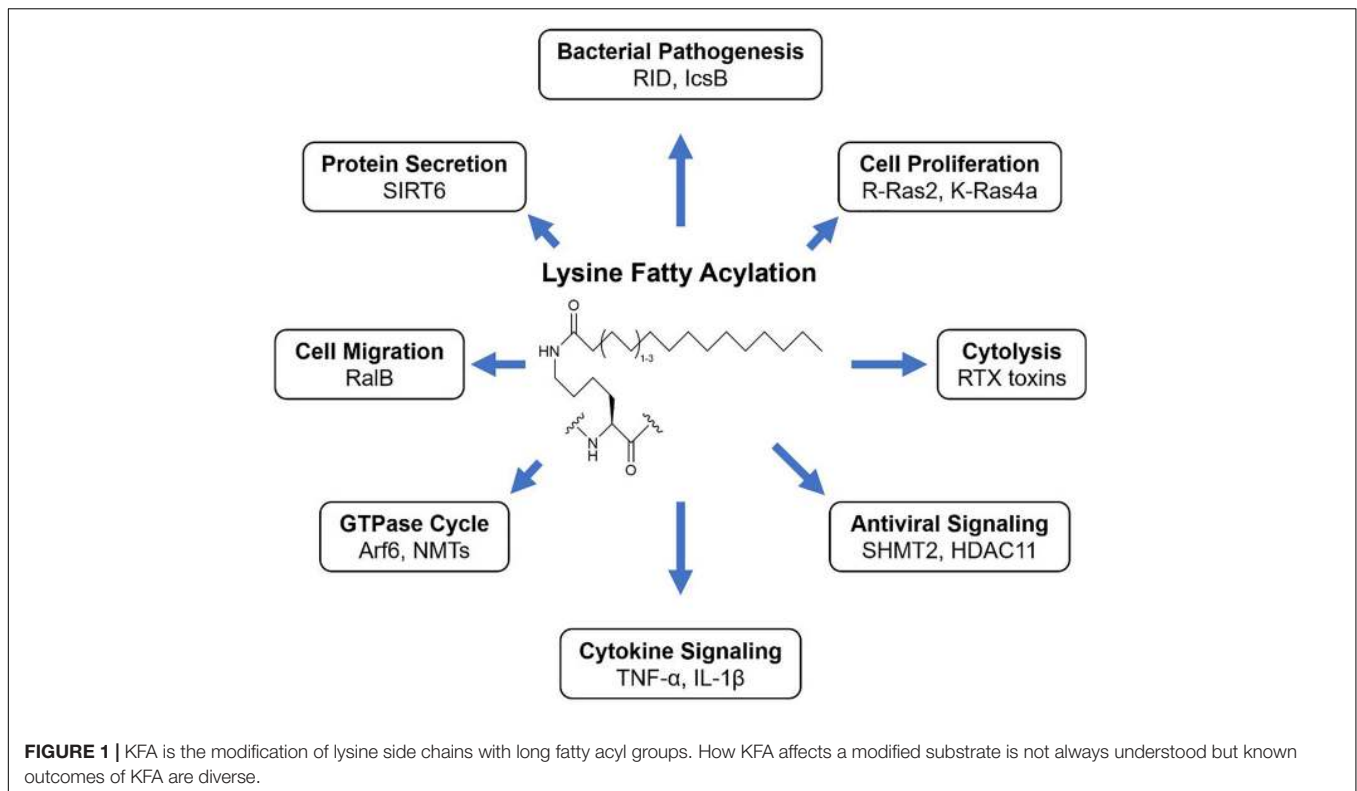 Bacterial Pathogenesis
RID, IcsB
Protein Secretion
SIRT6
Cell Proliferation
R-Ras2, K-Ras4a
Lysine Fatty Acylation
O
HN
1-3
N
H
O
Cell Migration
RalB
Cytolysis
RTX toxins
GTPase Cycle
Arf6, NMTs
Antiviral Signaling
SHMT2, HDAC11
Cytokine Signaling
TNF-α, IL-1β
FIGURE 1 | KFA is the modification of lysine side chains with long fatty acyl groups. How KFA affects a modified substrate is not always understood but known
outcomes of KFA are diverse.